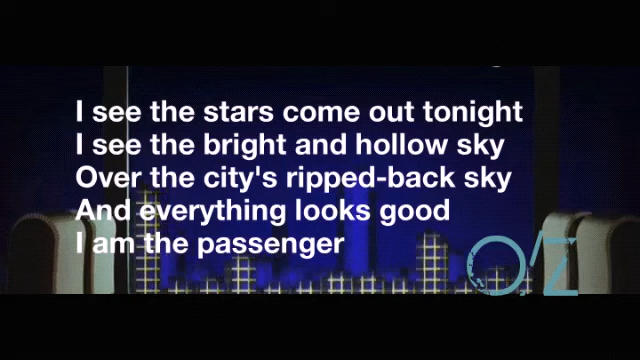 I see the stars come out tonight
I see the bright and hollow sky
Over the city's ripped-back sky
And everything looks good
I am the passenger
O/Z